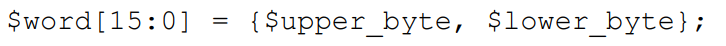 $word[15:0] = {$upper_byte, $lower_byte};